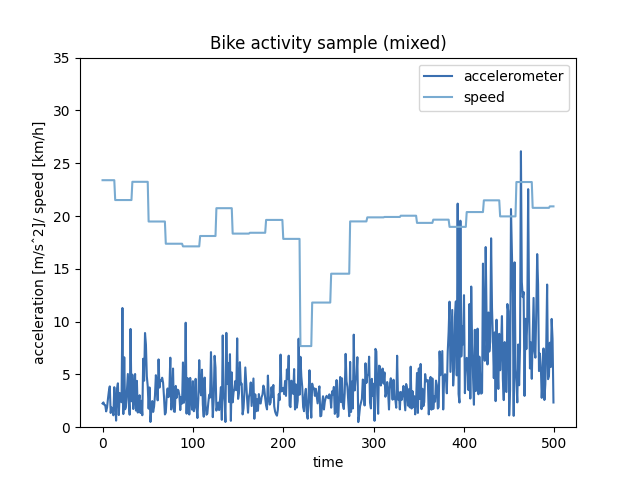 Bike activity sample (mixed)
accelerometer
speed
acceleration [m/s^2]/ speed [km/h]
35
30
25
20
15
10
5
0
0 100 200 300 400 500
time